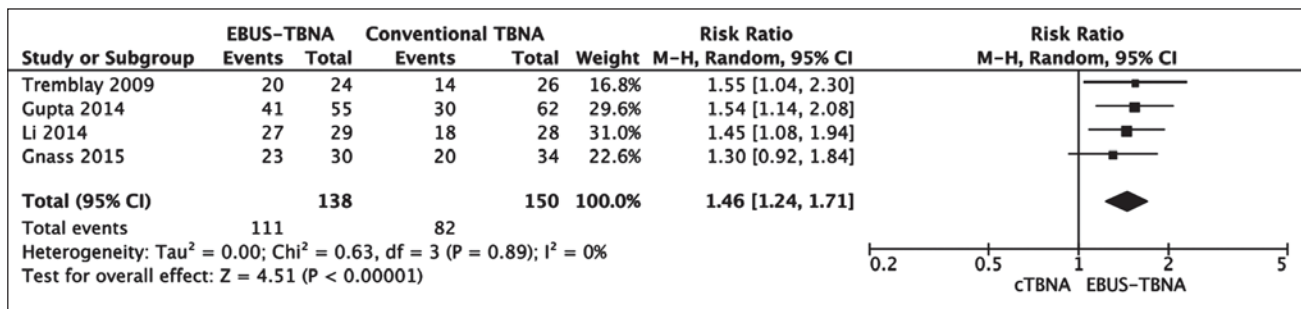 EBUS-TBNA Conventional TBNA Risk Ratio Risk Ratio
Study or Subgroup Events Total Events Total Weight M-H, Random, 95% CI M-H, Random, 95% CI
Tremblay 2009 20 24 14 26 16.8% 1.55 [1.04, 2.30]
Gupta 2014 41 55 30 62 29.6% 1.54 [1.14, 2.08]
Li 2014 27 29 18 28 31.0% 1.45 [1.08, 1.94]
Gnass 2015 23 30 20 34 22.6% 1.30 [0.92, 1.84]
Total (95% CI) 138 150 100.0% 1.46 [1.24, 1.71]
Total events 111 82
Heterogeneity: Tau² = 0.00; Chi² = 0.63, df = 3 (P = 0.89); I² = 0%
Test for overall effect: Z = 4.51 (P < 0.00001)
0.2 0.5 1 2 5
cTBNA EBUS-TBNA